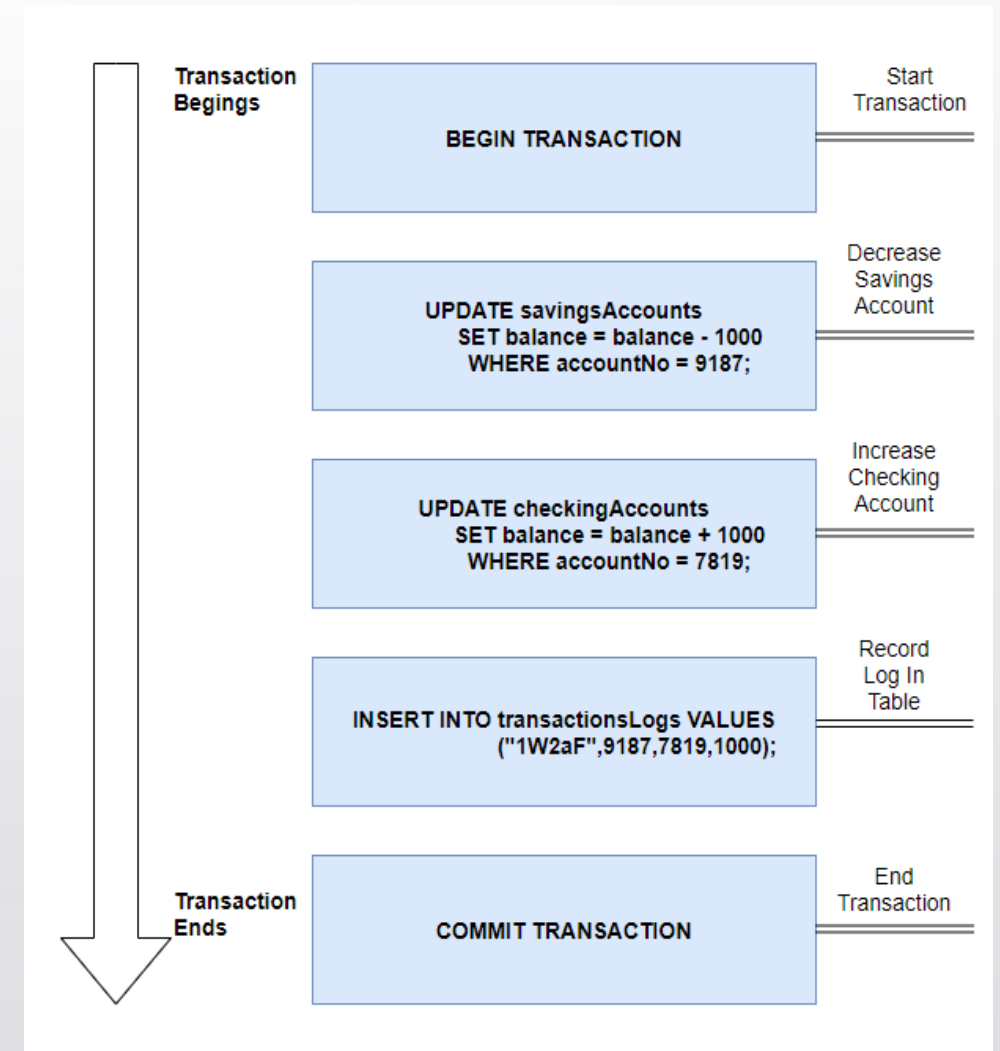 Transaction
Begings
BEGIN TRANSACTION
Start
Transaction
UPDATE savingsAccounts
SET balance = balance - 1000
WHERE accountNo = 9187;
Decrease
Savings
Account
UPDATE checkingAccounts
SET balance = balance + 1000
WHERE accountNo = 7819;
Increase
Checking
Account
INSERT INTO transactionsLogs VALUES
("1W2aF",9187,7819,1000);
Record
Log In
Table
Transaction
Ends
COMMIT TRANSACTION
End
Transaction